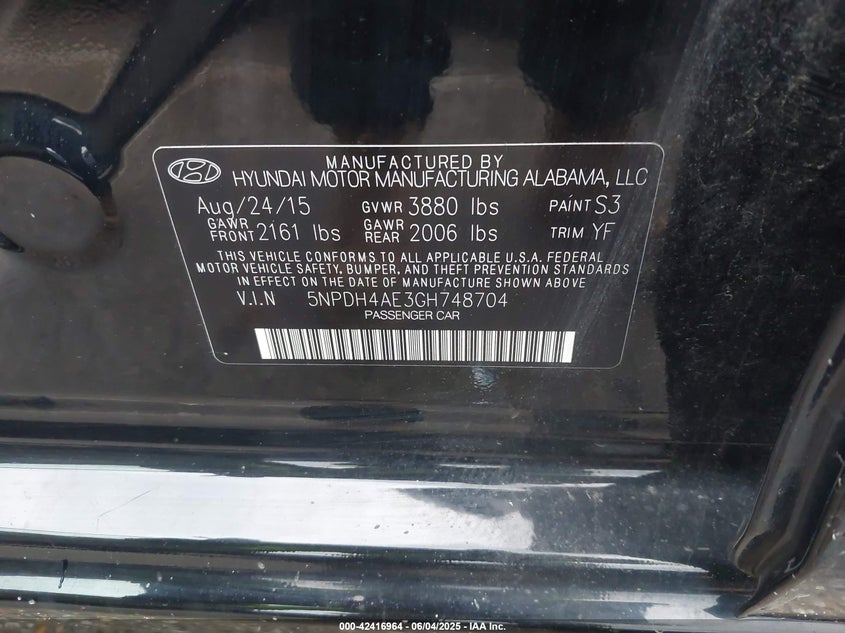 MANUFACTURED BY
HYUNDAI MOTOR MANUFACTURING ALABAMA, LLC
Aug/24/15 GVWR 3880 lbs PAINT S3
GAWR FRONT 2161 lbs GAWR REAR 2006 lbs TRIM YF
THIS VEHICLE CONFORMS TO ALL APPLICABLE U.S.A. FEDERAL
MOTOR VEHICLE SAFETY, BUMPER, AND THEFT PREVENTION STANDARDS
IN EFFECT ON THE DATE OF MANUFACTURE SHOWN ABOVE
V.I.N 5NPDH4AE3GH748704
PASSENGER CAR
000-42416964 - 06/04/2025 - IAA Inc.